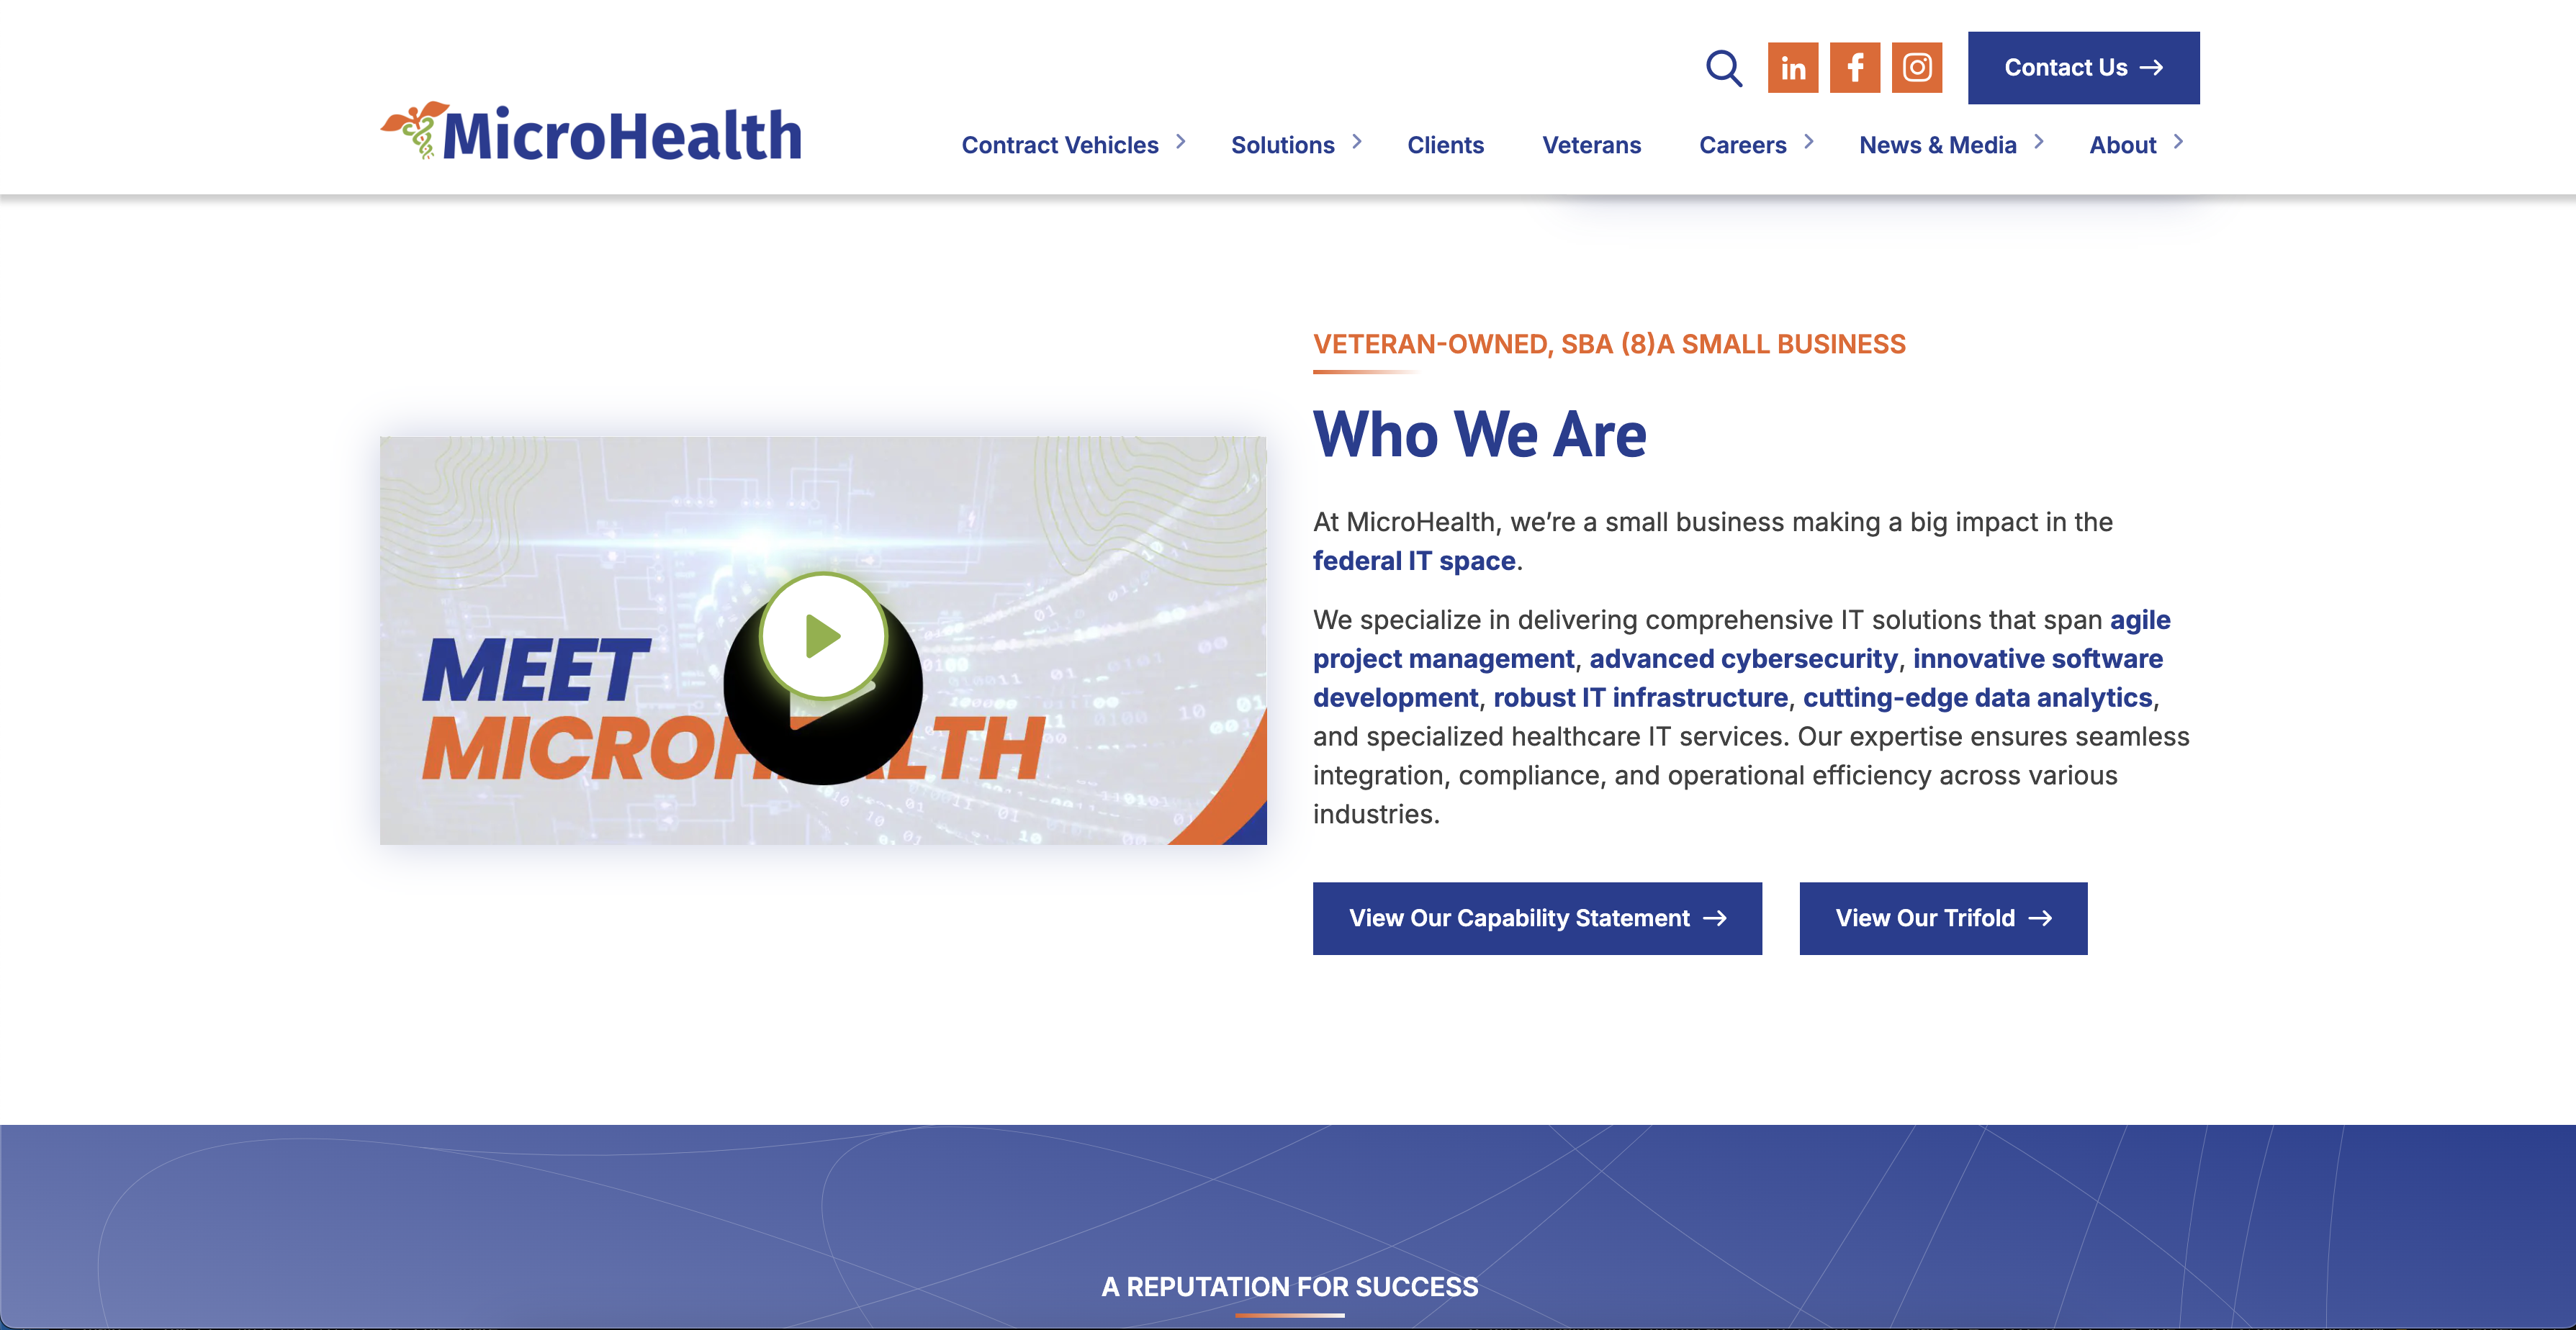 Contact Us
MicroHealth
Contract Vehicles
Solutions
Clients
Veterans
Careers
News & Media
About
MEET
VETERAN-OWNED, SBA (8)A SMALL BUSINESS
Who We Are
At MicroHealth, we’re a small business making a big impact in the
federal IT space.
We specialize in delivering comprehensive IT solutions that span agile
project management, advanced cybersecurity, innovative software
development, robust IT infrastructure, cutting-edge data analytics,
and specialized healthcare IT services. Our expertise ensures seamless
integration, compliance, and operational efficiency across various
industries.
View Our Capability Statement
View Our Trifold
A REPUTATION FOR SUCCESS